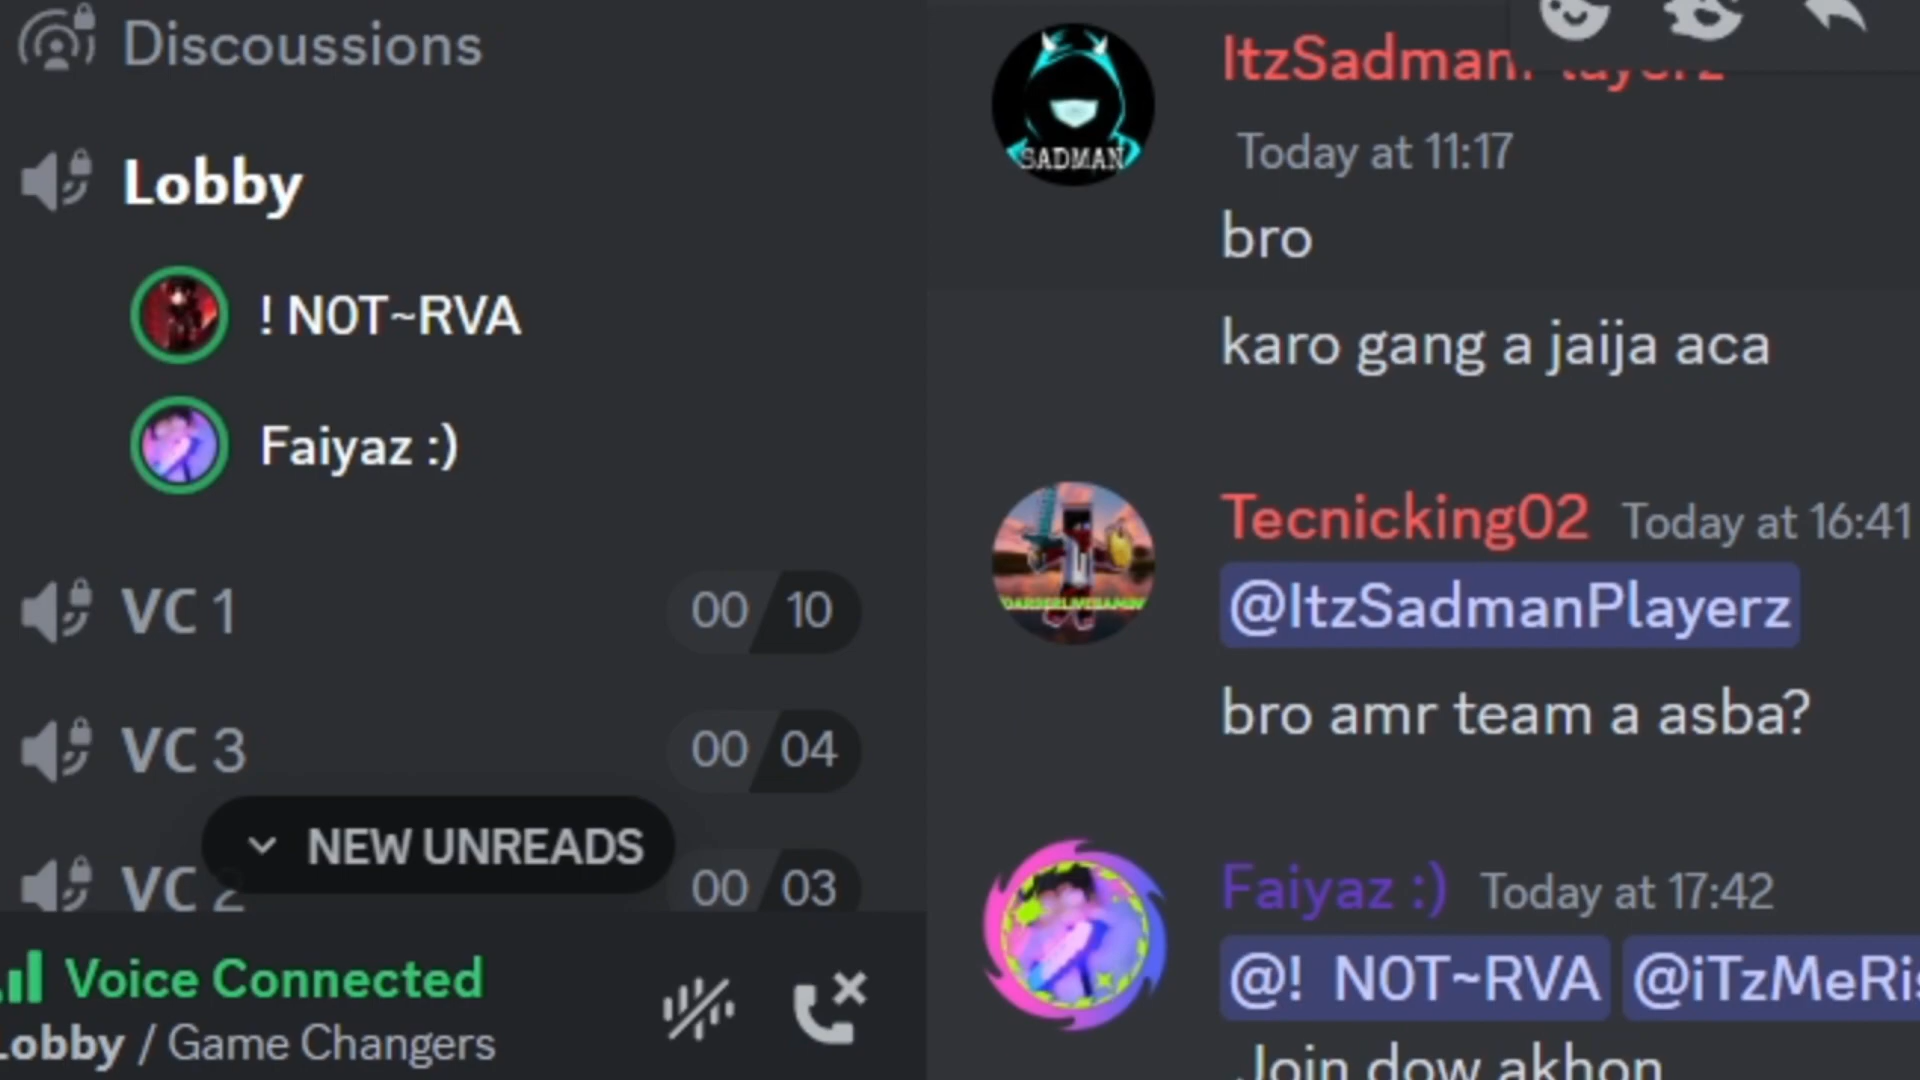 Discoussions
Lobby
! NOT~RVA
Faiyaz :)
VC 1
00 10
VC 3
00 04
NEW UNREADS
VC 2
00 03
Voice Connected
Lobby / Game Changers
ItzSadmanPlayerz
SADMAN
Today at 11:17
bro
karo gang a jaija aca
Tecnicking02 Today at 16:41
@ItzSadmanPlayerz
bro amr team a asba?
Faiyaz :) Today at 17:42
@! NOT~RVA @iTzMeRis
Join dow akhon